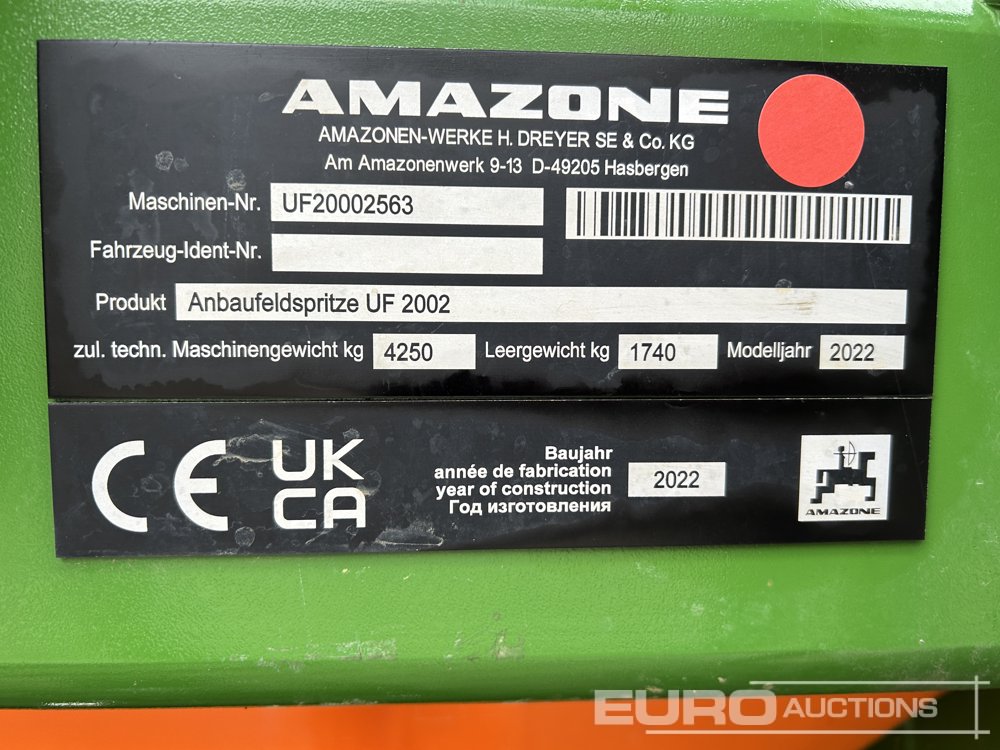 AMAZONE
AMAZONEN-WERKE H. DREYER SE & Co. KG
Am Amazonenwerk 9-13 D-49205 Hasbergen
Maschinen-Nr. UF20002563
Fahrzeug-Ident-Nr.
Produkt Anbaufeldspritze UF 2002
zul. techn. Maschinengewicht kg 4250 Leergewicht kg 1740 Modelljahr 2022
CE UK
CA
Baujahr
année de fabrication
year of construction 2022
Год изготовления
AMAZONE
EURO AUCTIONS